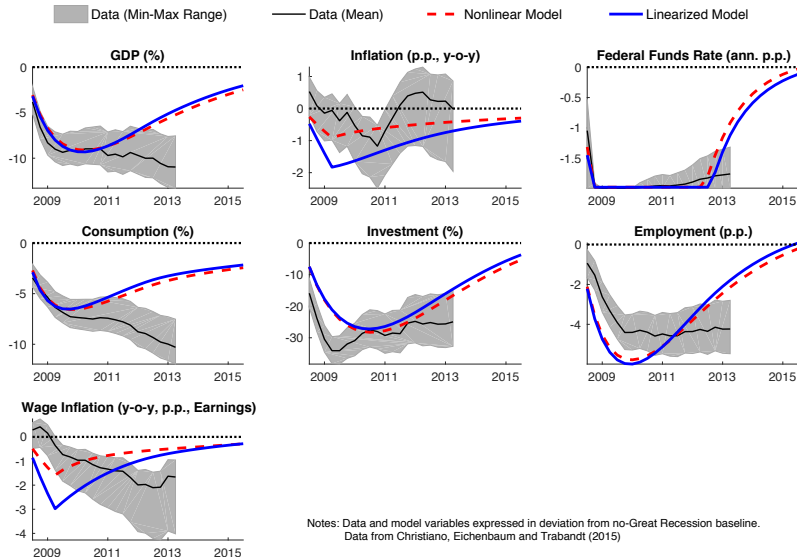 Data (Min-Max Range) Data (Mean) Nonlinear Model Linearized Model
GDP (%) Inflation (p.p., y-o-y) Federal Funds Rate (ann. p.p.)
0
-5
-10
2009 2011 2013 2015
1
0
-1
-2
2009 2011 2013 2015
0
-0.5
-1
-1.5
2009 2011 2013 2015
Consumption (%) Investment (%) Employment (p.p.)
0
-5
-10
2009 2011 2013 2015
0
-10
-20
-30
2009 2011 2013 2015
0
-2
-4
2009 2011 2013 2015
Wage Inflation (y-o-y, p.p., Earnings)
0
-1
-2
-3
-4
2009 2011 2013 2015
Notes: Data and model variables expressed in deviation from no-Great Recession baseline.
Data from Christiano, Eichenbaum and Trabandt (2015)